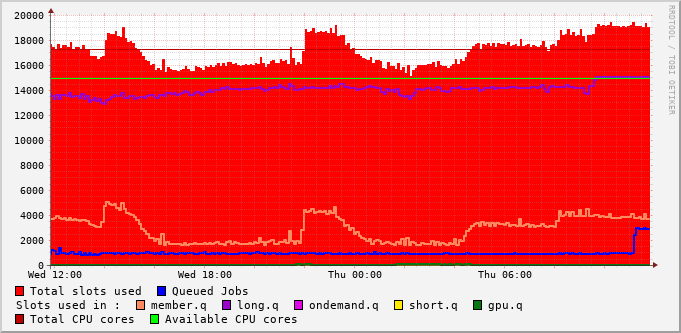 20000
18000
16000
14000
12000
10000
8000
6000
4000
2000
0
Wed 12:00 Wed 18:00 Thu 00:00 Thu 06:00
Total slots used Queued Jobs
Slots used in : member.q long.q ondemand.q short.q gpu.q
Total CPU cores Available CPU cores
RRDTOOL / TOBI OETIKER